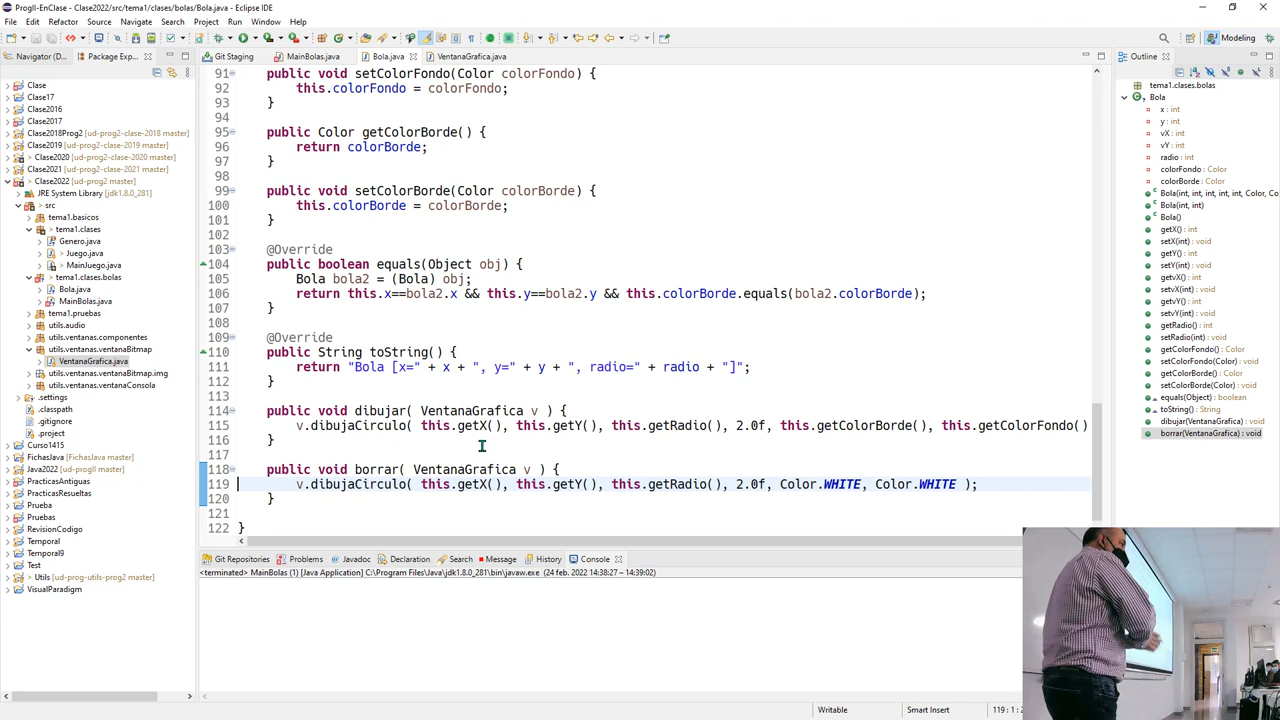 ProgII-EnClase - Clase2022/src/tema1/clases/bolas/Bola.java - Eclipse IDE
File Edit Refactor Source Navigate Search Project Run Window Help
Modeling
Navigator (D...
Package Exp...
Git Staging
MainBolas.java
Bola.java
VentanaGrafica.java
Outline
Clase
Clase17
Clase2016
Clase2017
Clase2018Prog2 [ud-prog2-clase-2018 master]
Clase2019 [ud-prog2-clase-2019 master]
> Clase2020 [ud-prog2-clase-2020 master]
Clase2021 [ud-prog2-clase-2021 master]
> Clase2022 [ud-prog2 master]
JRE System Library [jdk1.8.0_281]
> src
tema1.basicos
> tema1.clases
Genero.java
> Juego.java
> MainJuego.java
> tema1.clases.bolas
Bola.java
> MainBolas.java
tema1.pruebas
utils.audio
utils.ventanas.componentes
utils.ventanas.ventanaBitmap
VentanaGrafica.java
utils.ventanas.ventanaBitmap.img
utils.ventanas.ventanaConsola
.settings
.classpath
.gitignore
.project
Curso1415
FichasJava [FichasJava master]
Java2022 [ud-progII master]
PracticasAntiguas
PracticasResueltas
Prueba
Pruebas
RevisionCodigo
Temporal
Temporal9
Test
> Utils [ud-prog-utils-prog2 master]
VisualParadigm
91 public void setColorFondo(Color colorFondo) {
92 this.colorFondo = colorFondo;
93 }
94
95 public Color getColorBorde() {
96 return colorBorde;
97 }
98
99 public void setColorBorde(Color colorBorde) {
100 this.colorBorde = colorBorde;
101 }
102
103 @Override
104 public boolean equals(Object obj) {
105 Bola bola2 = (Bola) obj;
106 return this.x==bola2.x && this.y==bola2.y && this.colorBorde.equals(bola2.colorBorde);
107 }
108
109 @Override
110 public String toString() {
111 return "Bola [x=" + x + ", y=" + y + ", radio=" + radio + "]";
112 }
113
114 public void dibujar( VentanaGrafica v ) {
115 v.dibujaCirculo( this.getX(), this.getY(), this.getRadio(), 2.0f, this.getColorBorde(), this.getColorFondo()
116 }
117
118 public void borrar( VentanaGrafica v ) {
119 v.dibujaCirculo( this.getX(), this.getY(), this.getRadio(), 2.0f, Color.WHITE, Color.WHITE );
120 }
121
122 }
tema1.clases.bolas
Bola
x : int
y : int
vX : int
vY : int
radio : int
colorFondo : Color
colorBorde : Color
Bola(int, int, int, int, int, Color, Co
Bola(int, int)
Bola()
getX() : int
setX(int) : void
getY() : int
setY(int) : void
getvX() : int
setvX(int) : void
getvY() : int
setvY(int) : void
getRadio() : int
setRadio(int) : void
getColorFondo() : Color
setColorFondo(Color) : void
getColorBorde() : Color
setColorBorde(Color) : void
equals(Object) : boolean
toString() : String
dibujar(VentanaGrafica) : void
borrar(VentanaGrafica) : void
Git Repositories
Problems
Javadoc
Declaration
Search
Message
History
Console
<terminated> MainBolas (1) [Java Application] C:\Program Files\Java\jdk1.8.0_281\bin\javaw.exe (24 feb. 2022 14:38:27 – 14:39:02)
Writable
Smart Insert